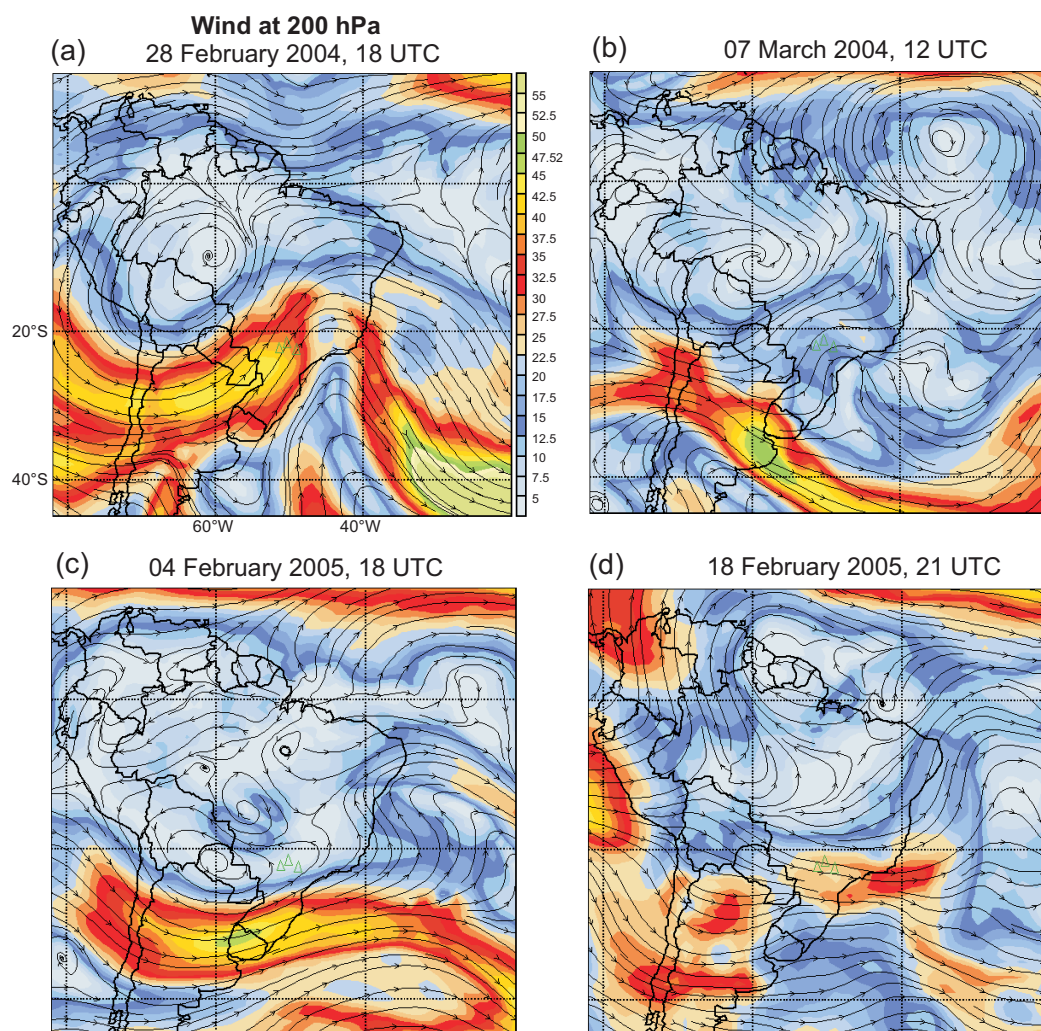 Wind at 200 hPa
(a) 28 February 2004, 18 UTC
(b) 07 March 2004, 12 UTC
55
52.5
50
47.52
45
42.5
40
37.5
35
32.5
30
25
22.5
20
17.5
15
12.5
10
7.5
5
20°S
40°S
60°W 40°W
(c) 04 February 2005, 18 UTC
(d) 18 February 2005, 21 UTC